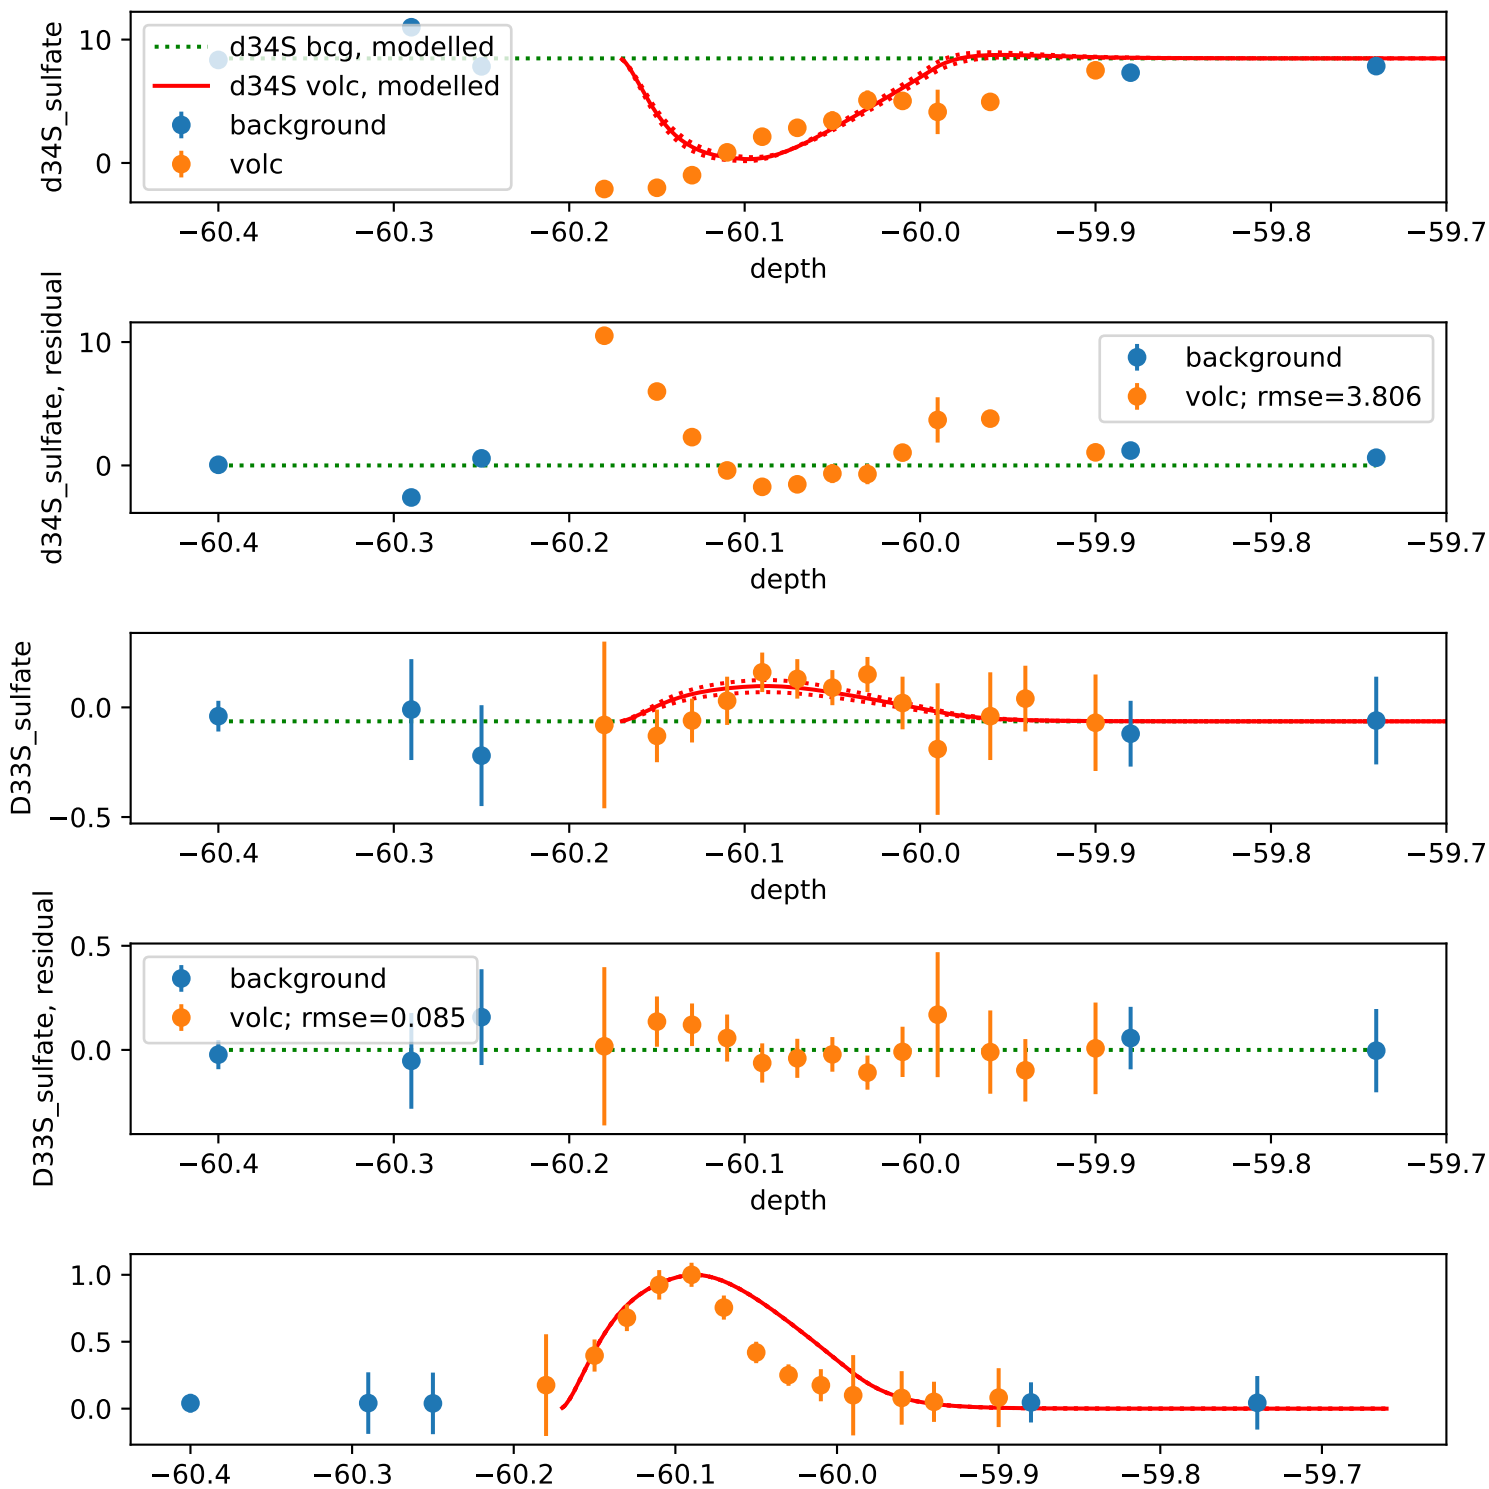 d34S_sulfate
10
0
d34S bcg, modelled
d34S volc, modelled
background
volc
−60.4 −60.3 −60.2 −60.1 −60.0 −59.9 −59.8 −59.7
depth
d34S_sulfate, residual
10
0
background
volc; rmse=3.806
−60.4 −60.3 −60.2 −60.1 −60.0 −59.9 −59.8 −59.7
depth
D33S_sulfate
0.0
−0.5
−60.4 −60.3 −60.2 −60.1 −60.0 −59.9 −59.8 −59.7
depth
D33S_sulfate, residual
0.5
0.0
background
volc; rmse=0.085
−60.4 −60.3 −60.2 −60.1 −60.0 −59.9 −59.8 −59.7
depth
1.0
0.5
0.0
−60.4 −60.3 −60.2 −60.1 −60.0 −59.9 −59.8 −59.7